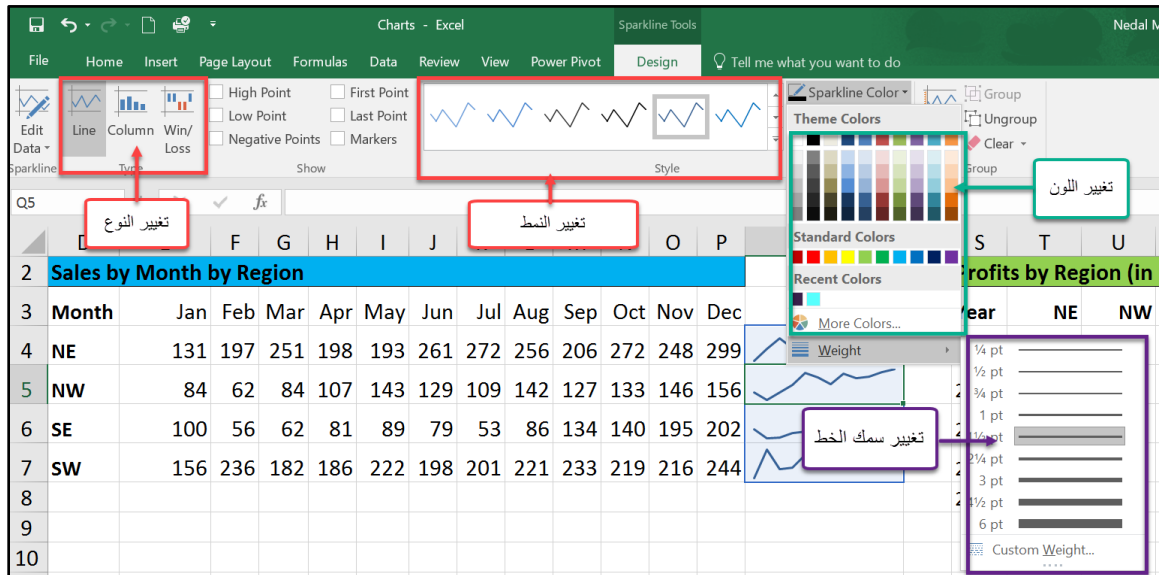 Charts - Excel
Sparkline Tools
Nedal M
File Home Insert Page Layout Formulas Data Review View Power Pivot Design Tell me what you want to do
Edit Data
Line Column Win/Loss
High Point
Low Point
Negative Points
First Point
Last Point
Markers
Sparkline Color
Group
Ungroup
Clear
Type Show Style Group
تغيير النوع
تغيير النمط
تغيير اللون
تغيير سمك الخط
Theme Colors
Standard Colors
Recent Colors
More Colors...
Weight
¼ pt
½ pt
¾ pt
1 pt
2¼ pt
3 pt
4½ pt
6 pt
Custom Weight...
Q5 fx
F G H I J O P S T U
2 Sales by Month by Region rofits by Region (in
3 Month Jan Feb Mar Apr May Jun Jul Aug Sep Oct Nov Dec ear NE NW
4 NE 131 197 251 198 193 261 272 256 206 272 248 299
5 NW 84 62 84 107 143 129 109 142 127 133 146 156
6 SE 100 56 62 81 89 79 53 86 134 140 195 202
7 SW 156 236 182 186 222 198 201 221 233 219 216 244
8
9
10